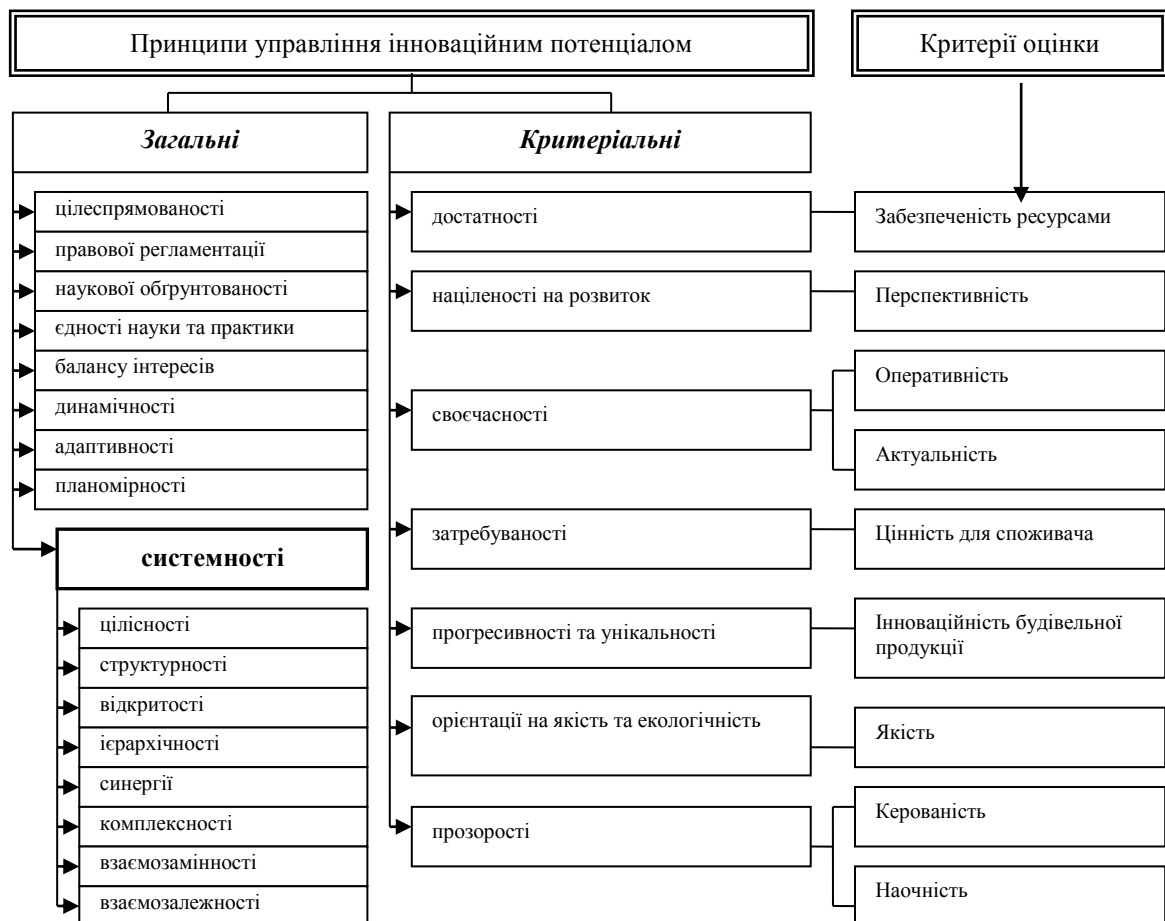 Принципи управління інноваційним потенціалом
Критерії оцінки
Загальні
Критеріальні
цілеспрямованості
правової регламентації
наукової обґрунтованості
єдності науки та практики
балансу інтересів
динамічності
адаптивності
планомірності
системності
цілісності
структурності
відкритості
ієрархічності
синергії
комплексності
взаємозамінності
взаємозалежності
достатності
націленості на розвиток
своєчасності
затребуваності
прогресивності та унікальності
орієнтації на якість та екологічність
прозорості
Забезпеченість ресурсами
Перспективність
Оперативність
Актуальність
Цінність для споживача
Інноваційність будівельної
продукції
Якість
Керованість
Наочність